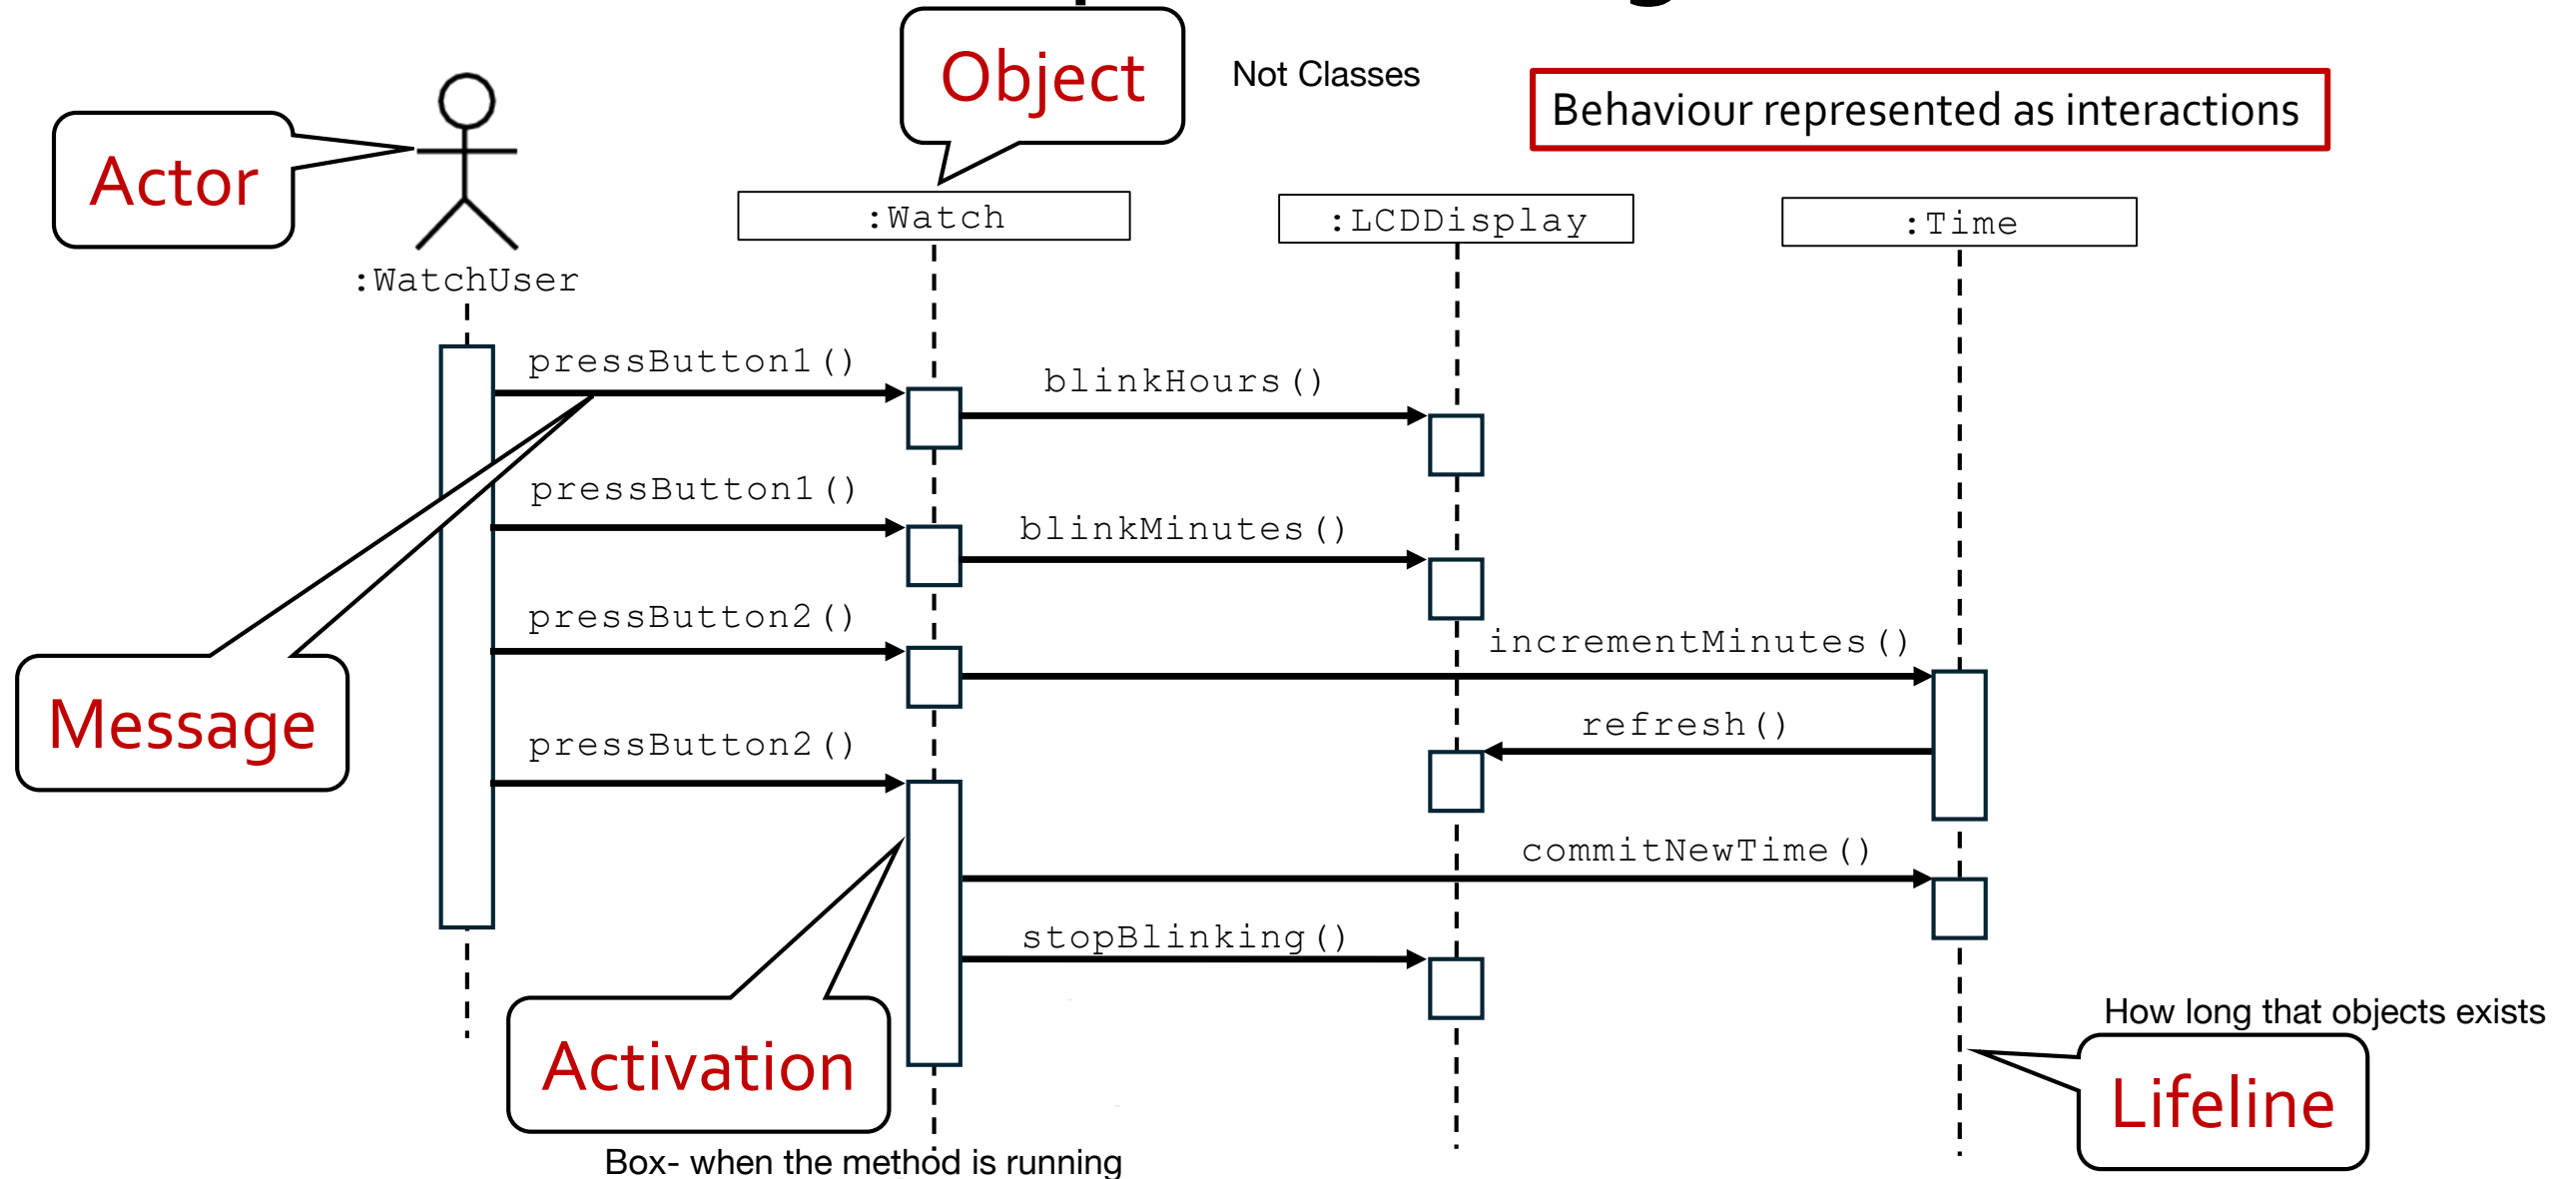 Object
Not Classes
Behaviour represented as interactions
Actor
:Watch
:LCDDisplay
:Time
:WatchUser
pressButton1()
blinkHours()
pressButton1()
blinkMinutes()
pressButton2()
incrementMinutes()
Message
refresh()
pressButton2()
commitNewTime()
stopBlinking()
How long that objects exists
Activation
Lifeline
Box- when the method is running